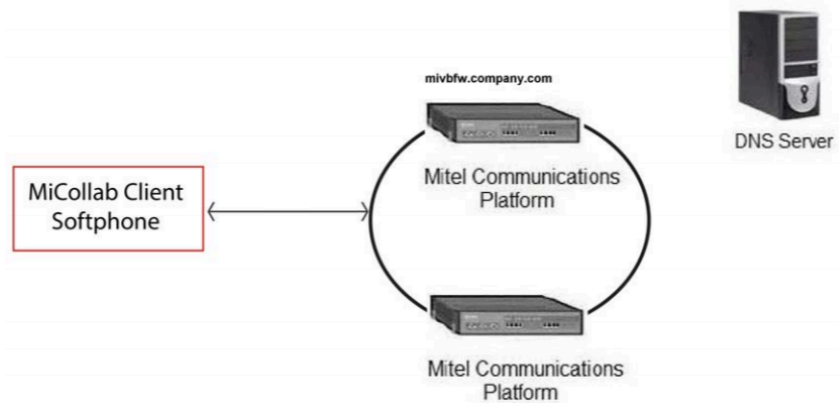 mivbfw.company.com
DNS Server
Mitel Communications
Platform
MiCollab Client
Softphone
Mitel Communications
Platform